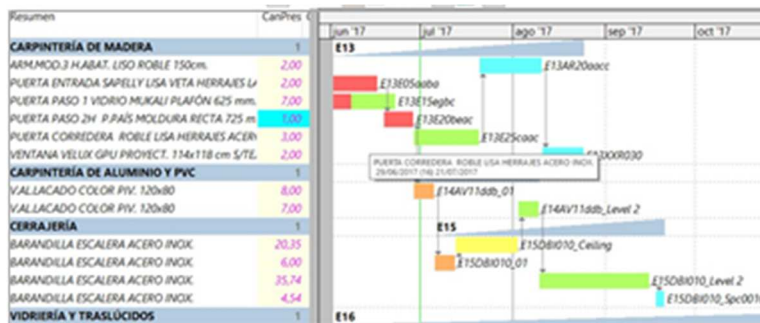 Resumen CanPres jun '17 jul '17 ago '17 sep '17 oct '17
CARPINTERÍA DE MADERA 1 E13
ARM.MOD.3 H.ABAT. LISO ROBLE 150cm. 2,00 E13AR20aacc
PUERTA ENTRADA SAPELLY LISA VETA HERRAJES LA 2,00 E13E05aaba
PUERTA PASO 1 VIDRIO MUKALI PLAFÓN 625 mm. 7,00 E13E15egbc
PUERTA PASO 2H P.PAÍS MOLDURA RECTA 725 m 1,00 E13E20beac
PUERTA CORREDERA ROBLE LISA HERRAJES ACER 3,00 E13E25caac
VENTANA VELUX GPU PROYECT. 114x118 cm S/TE 2,00 XXR030
PUERTA CORREDERA ROBLE LISA HERRAJES ACERO INOX.
29/06/2017 (16) 21/07/2017
CARPINTERÍA DE ALUMINIO Y PVC 1
V.AL.LACADO COLOR PIV. 120x80 8,00 E14AV11ddb_01
V.AL.LACADO COLOR PIV. 120x80 7,00 E14AV11ddb_Level 2
CERRAJERÍA 1 E15
BARANDILLA ESCALERA ACERO INOX. 20,35 E15DBI010_Ceiling
BARANDILLA ESCALERA ACERO INOX. 6,00 E15DBI010_01
BARANDILLA ESCALERA ACERO INOX. 35,74 E15DBI010_Level 2
BARANDILLA ESCALERA ACERO INOX. 4,54 E15DBI010_Spc001
VIDRIERÍA Y TRASLÚCIDOS 1 E16